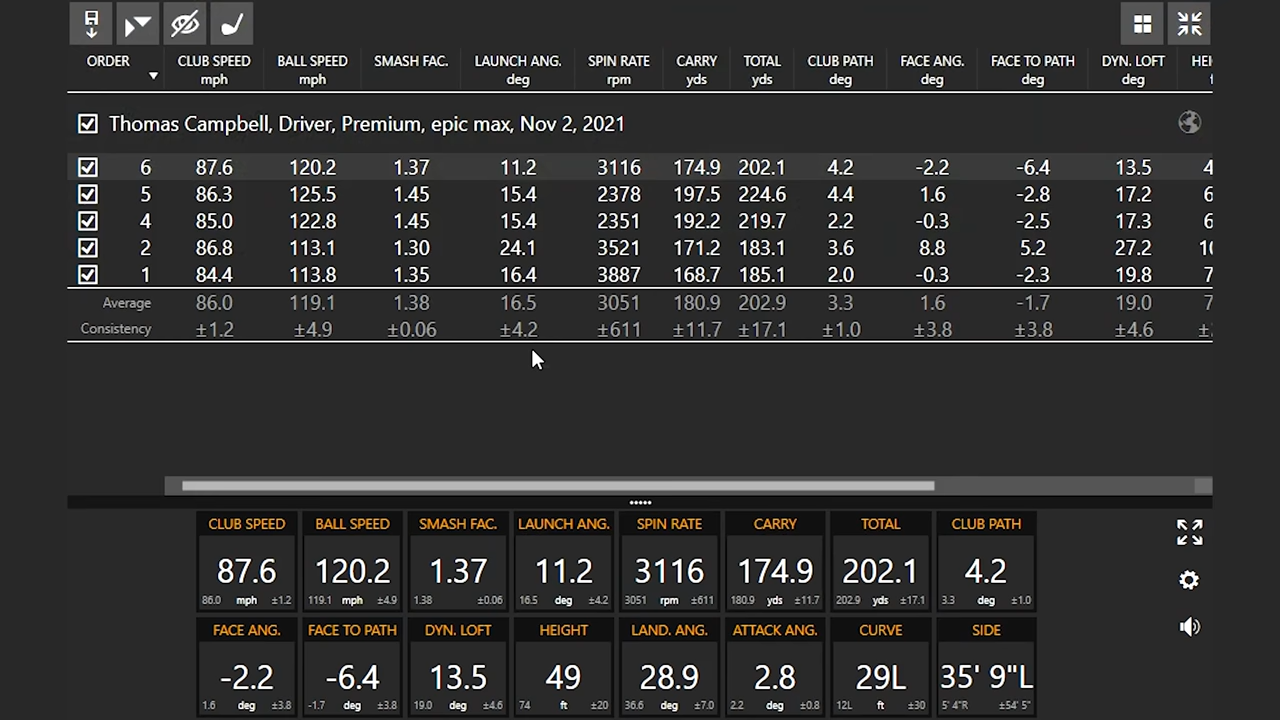 ORDER CLUB SPEED BALL SPEED SMASH FAC. LAUNCH ANG. SPIN RATE CARRY TOTAL CLUB PATH FACE ANG. FACE TO PATH DYN. LOFT
mph mph deg rpm yds yds deg deg deg deg
Thomas Campbell, Driver, Premium, epic max, Nov 2, 2021
6 87.6 120.2 1.37 11.2 3116 174.9 202.1 4.2 -2.2 -6.4 13.5
5 86.3 125.5 1.45 15.4 2378 197.5 224.6 4.4 1.6 -2.8 17.2
4 85.0 122.8 1.45 15.4 2351 192.2 219.7 2.2 -0.3 -2.5 17.3
2 86.8 113.1 1.30 24.1 3521 171.2 183.1 3.6 8.8 5.2 27.2
1 84.4 113.8 1.35 16.4 3887 168.7 185.1 2.0 -0.3 -2.3 19.8
Average 86.0 119.1 1.38 16.5 3051 180.9 202.9 3.3 1.6 -1.7 19.0
Consistency ±1.2 ±4.9 ±0.06 ±4.2 ±611 ±11.7 ±17.1 ±1.0 ±3.8 ±3.8 ±4.6
CLUB SPEED BALL SPEED SMASH FAC. LAUNCH ANG. SPIN RATE CARRY TOTAL CLUB PATH
87.6 120.2 1.37 11.2 3116 174.9 202.1 4.2
86.0 mph ±1.2 119.1 mph ±4.9 1.38 ±0.06 16.5 deg ±4.2 3051 rpm ±611 180.9 yds ±11.7 202.9 yds ±17.1 3.3 deg ±1.0
FACE ANG. FACE TO PATH DYN. LOFT HEIGHT LAND. ANG. ATTACK ANG. CURVE SIDE
-2.2 -6.4 13.5 49 28.9 2.8 29L 35' 9"L
1.6 deg ±3.8 -1.7 deg ±3.8 19.0 deg ±4.6 74 ft ±20 36.6 deg ±7.0 2.2 deg ±0.8 12L ft ±30 5' 4"R ±54' 5"